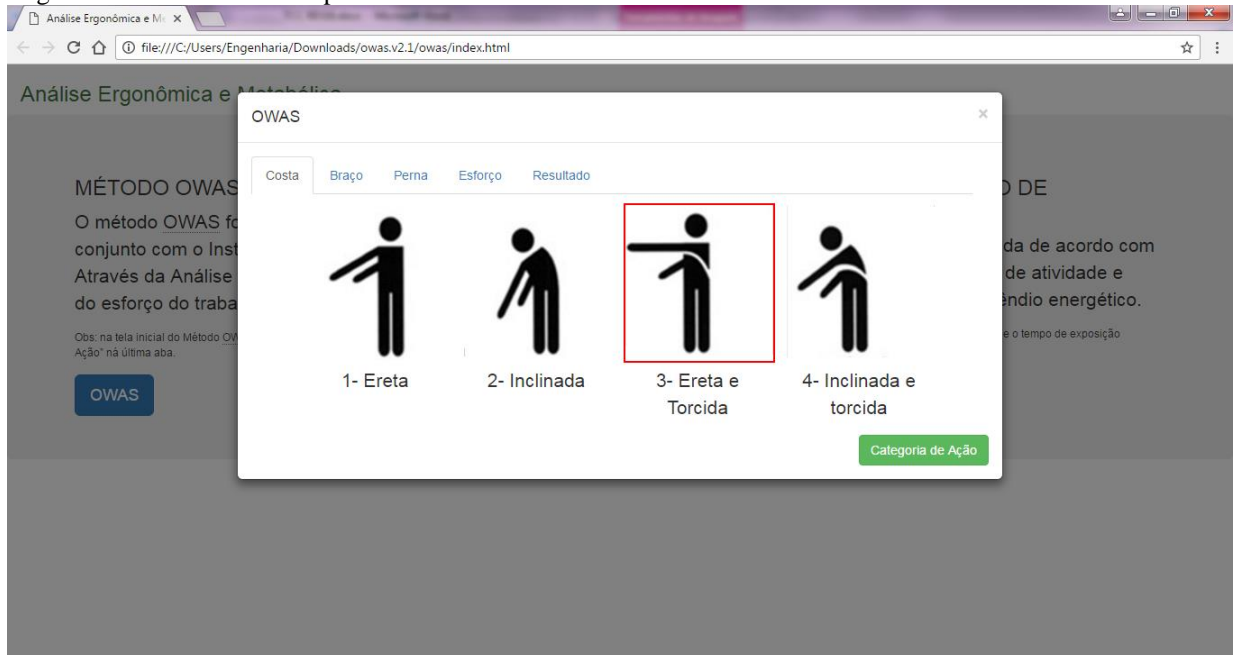 Análise Ergonômica e M
file:///C:/Users/Engenharia/Downloads/owas.v2.1/owas/index.html
Análise Ergonômica e Metabólica
OWAS
×
Costa Braço Perna Esforço Resultado
MÉTODO OWAS
O método OWAS fo
conjunto com o Inst
Através da Análise
do esforço do traba
Obs: na tela inicial do Método OW
Ação" na última aba.
OWAS
1- Ereta
2- Inclinada
3- Ereta e
Torcida
4- Inclinada e
torcida
Categoria de Ação
O DE
da de acordo com
de atividade e
êndio energético.
e o tempo de exposição